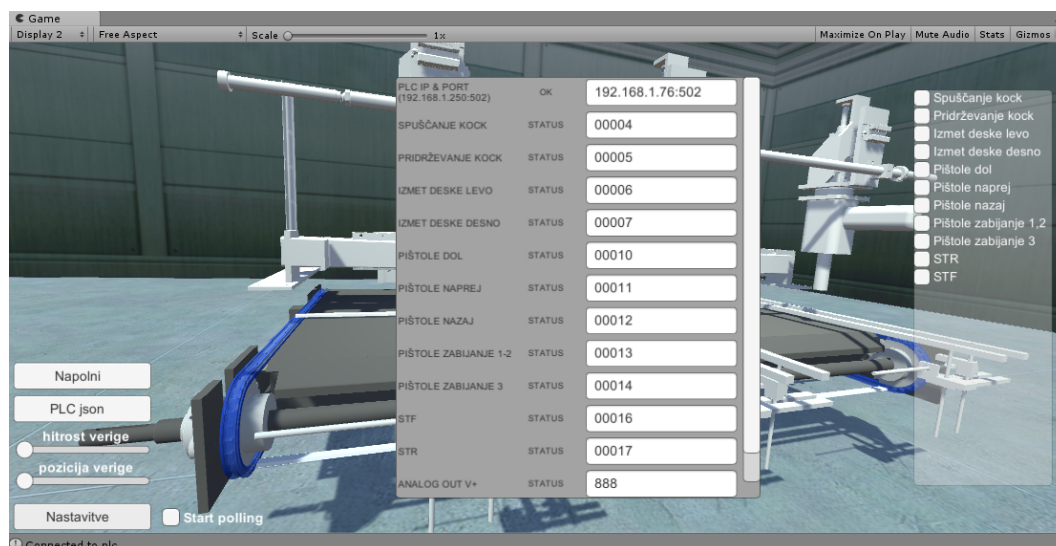 Game
Display 2 Free Aspect Scale 1x Maximize On Play Mute Audio Stats Gizmos
PLC IP & PORT
(192.168.1.250:502) OK 192.168.1.76:502
SPUŠČANJE KOCK STATUS 00004
PRIDRŽEVANJE KOCK STATUS 00005
IZMET DESKE LEVO STATUS 00006
IZMET DESKE DESNO STATUS 00007
PIŠTOLE DOL STATUS 00010
PIŠTOLE NAPREJ STATUS 00011
PIŠTOLE NAZAJ STATUS 00012
PIŠTOLE ZABIJANJE 1-2 STATUS 00013
PIŠTOLE ZABIJANJE 3 STATUS 00014
STF STATUS 00016
STR STATUS 00017
ANALOG OUT V+ STATUS 888
Spuščanje kock
Pridrževanje kock
Izmet deske levo
Izmet deske desno
Pištole dol
Pištole naprej
Pištole nazaj
Pištole zabijanje 1,2
Pištole zabijanje 3
STR
STF
Napolni
PLC json
hitrost verige
pozicija verige
Nastavitve
Start polling
Connected to plc